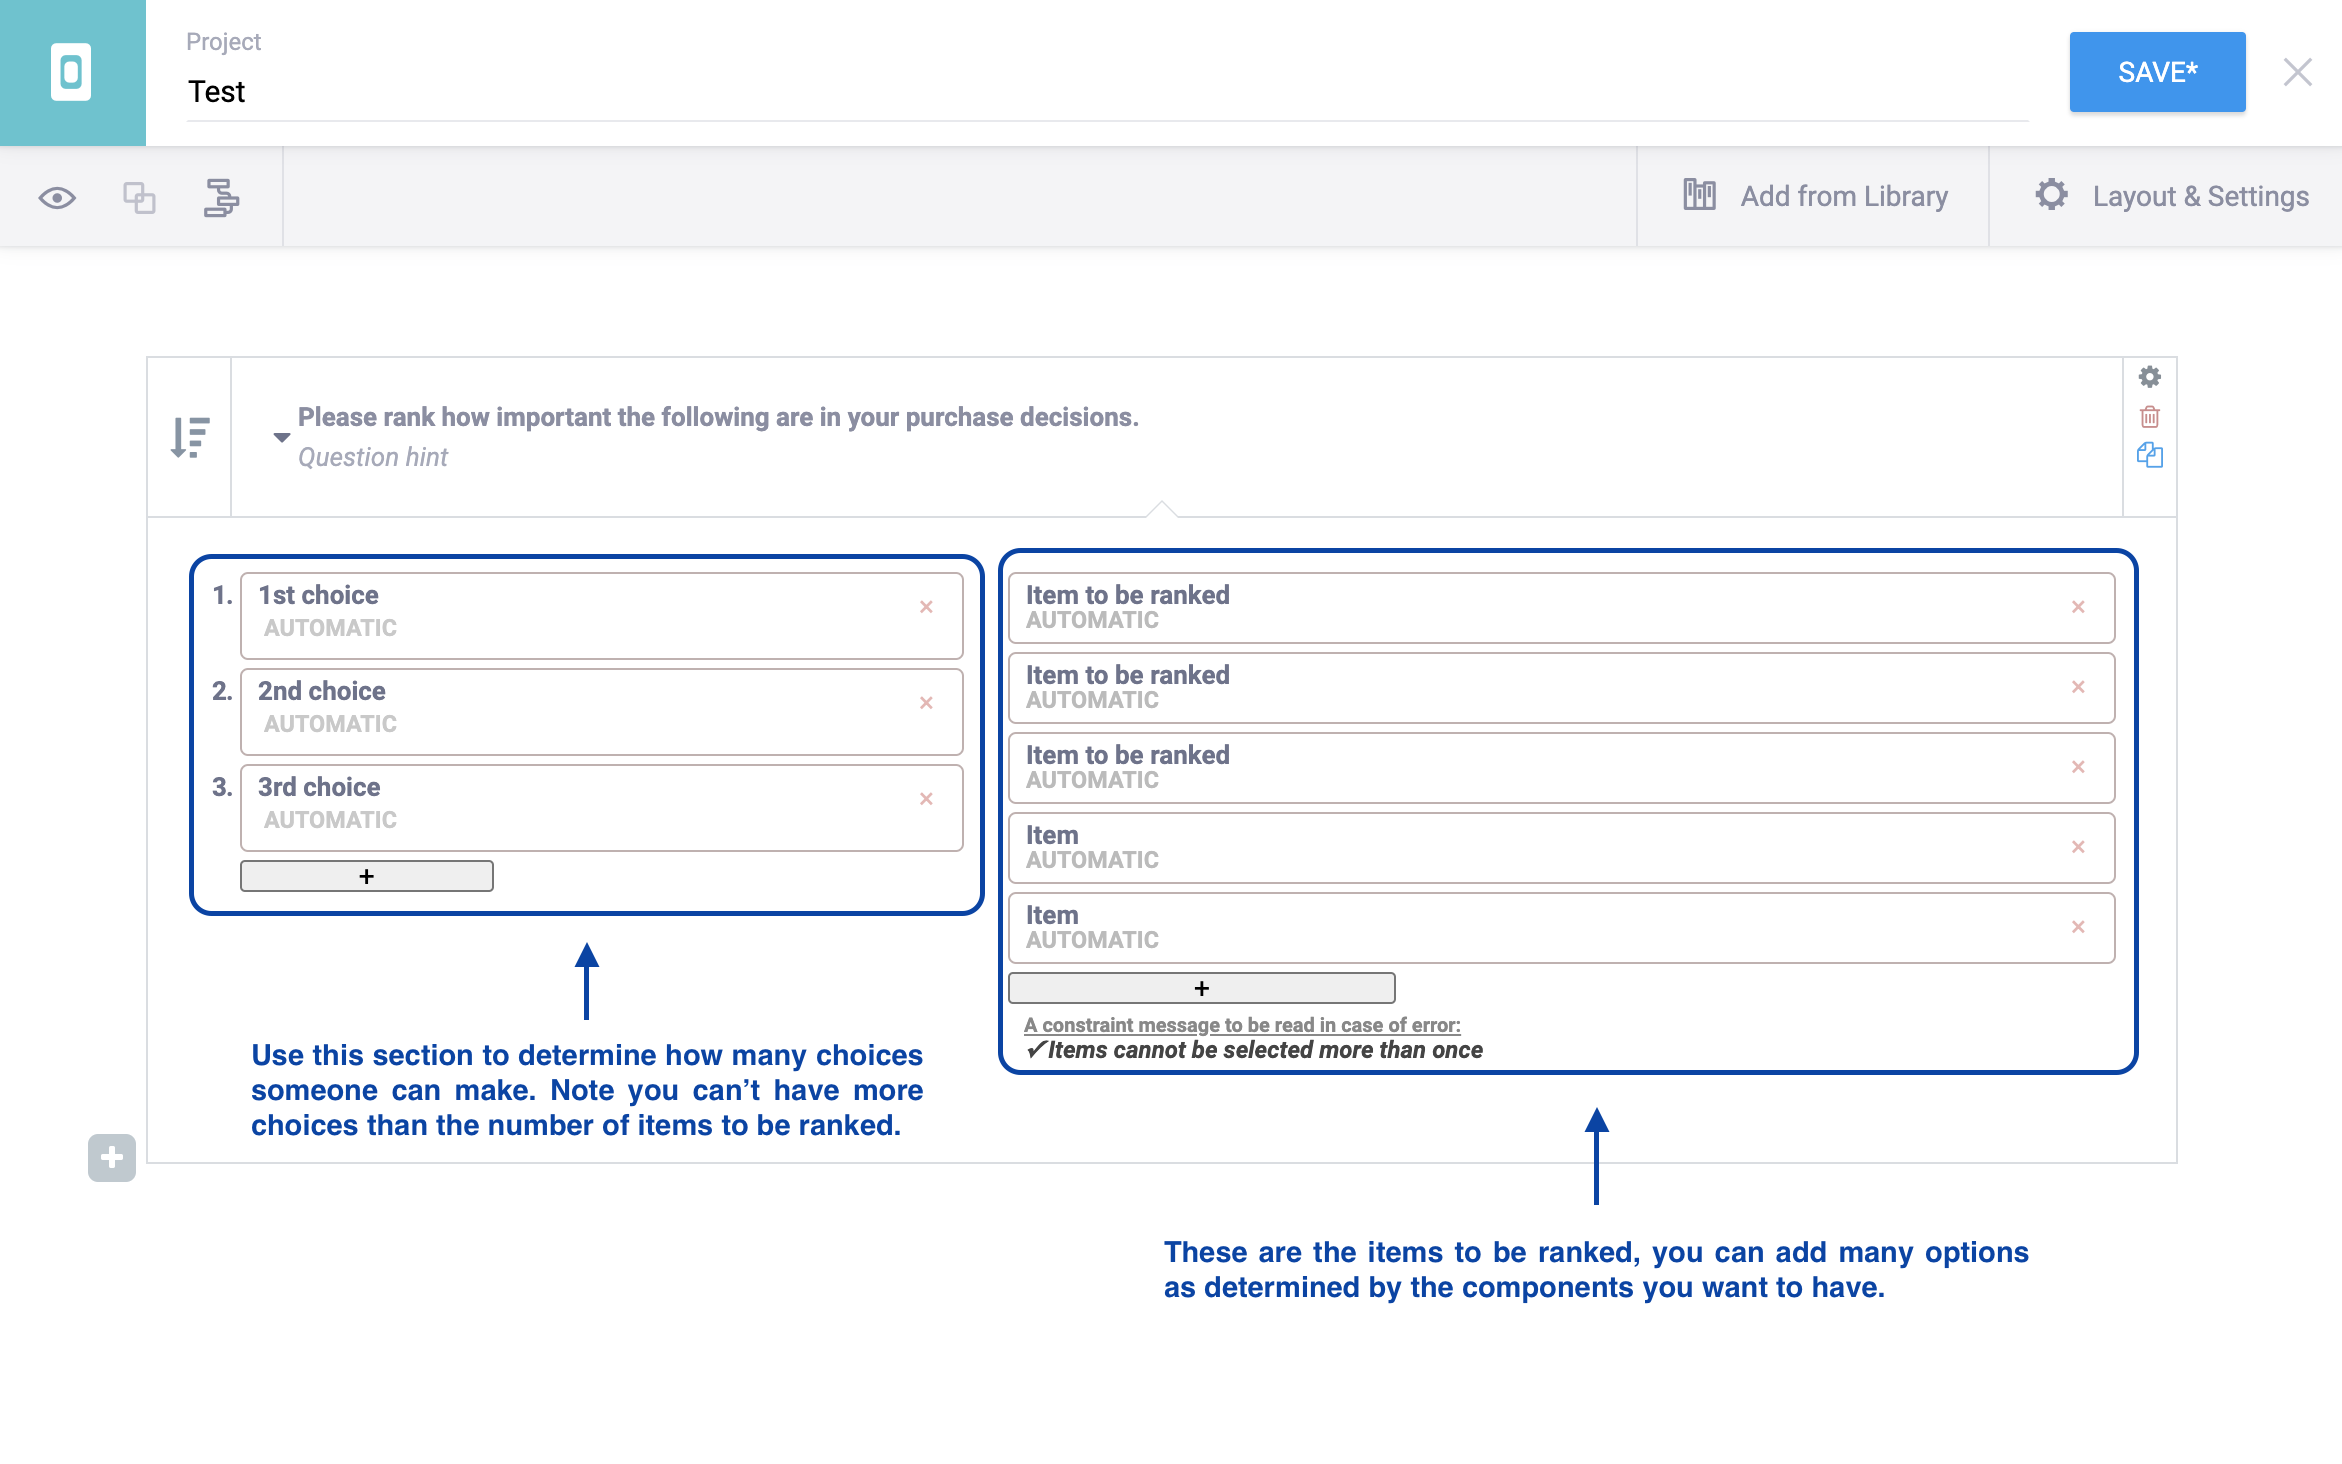 Project
Test
SAVE*
Add from Library
Layout & Settings
Please rank how important the following are in your purchase decisions.
Question hint
1. 1st choice
AUTOMATIC
2. 2nd choice
AUTOMATIC
3. 3rd choice
AUTOMATIC
+
Item to be ranked
AUTOMATIC
Item to be ranked
AUTOMATIC
Item to be ranked
AUTOMATIC
Item
AUTOMATIC
Item
AUTOMATIC
+
A constraint message to be read in case of error:
✓Items cannot be selected more than once
Use this section to determine how many choices
someone can make. Note you can’t have more
choices than the number of items to be ranked.
These are the items to be ranked, you can add many options
as determined by the components you want to have.